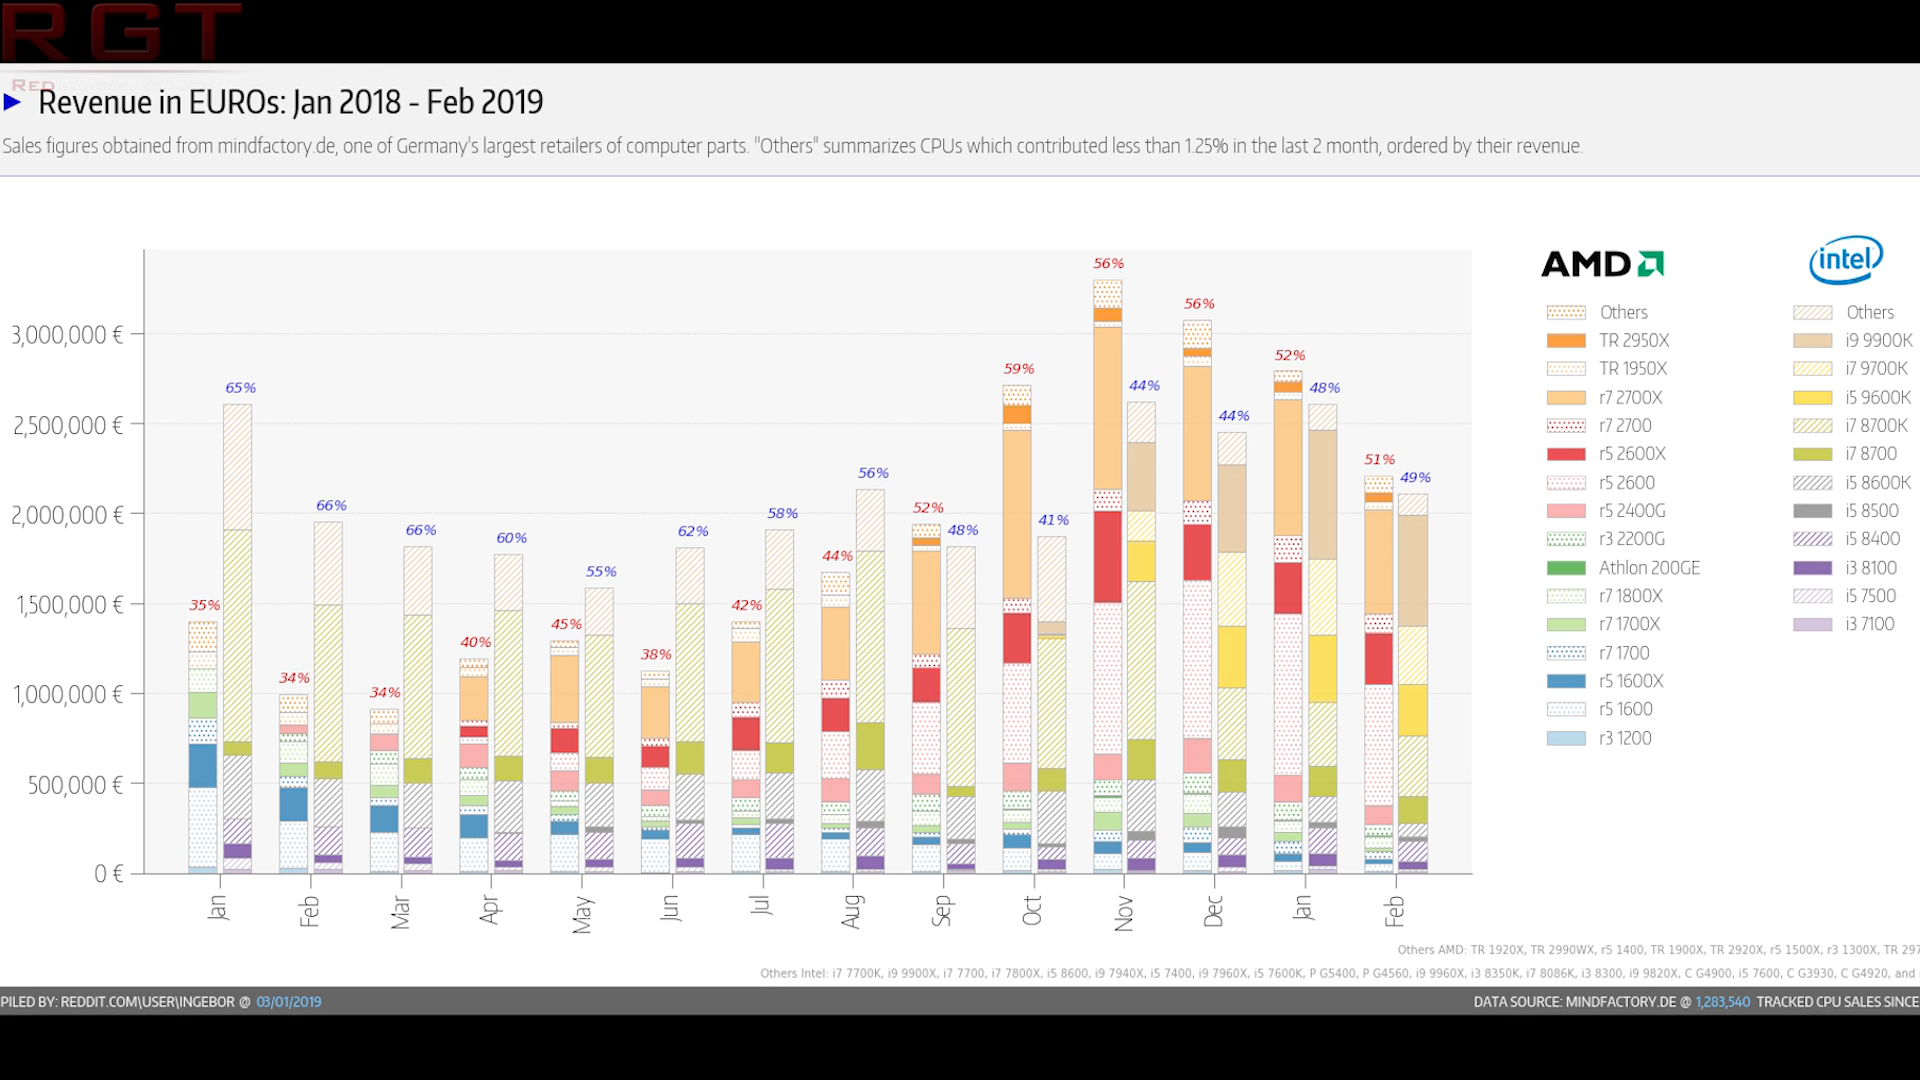 RGT
RED
Revenue in EUROs: Jan 2018 - Feb 2019
Sales figures obtained from mindfactory.de, one of Germany's largest retailers of computer parts. "Others" summarizes CPUs which contributed less than 1.25% in the last 2 month, ordered by their revenue.
3,000,000 €
2,500,000 €
2,000,000 €
1,500,000 €
1,000,000 €
500,000 €
0 €
35%
65%
34%
66%
34%
66%
40%
60%
45%
55%
38%
62%
42%
58%
44%
56%
52%
48%
59%
41%
56%
44%
56%
44%
52%
48%
51%
49%
Jan
Feb
Mar
Apr
May
Jun
Jul
Aug
Sep
Oct
Nov
Dec
Jan
Feb
AMD
Others
TR 2950X
TR 1950X
r7 2700X
r7 2700
r5 2600X
r5 2600
r5 2400G
r3 2200G
Athlon 200GE
r7 1800X
r7 1700X
r7 1700
r5 1600X
r5 1600
r3 1200
intel
Others
i9 9900K
i7 9700K
i5 9600K
i7 8700K
i7 8700
i5 8600K
i5 8500
i5 8400
i3 8100
i5 7500
i3 7100
Others AMD: TR 1920X, TR 2990WX, r5 1400, TR 1900X, TR 2920X, r5 1500X, r3 1300X, TR 297
Others Intel: i7 7700K, i9 9900X, i7 7700, i7 7800X, i5 8600, i9 7940X, i5 7400, i9 7960X, i5 7600K, P G5400, P G4560, i9 9960X, i3 8350K, i7 8086K, i3 8300, i9 9820X, C G4900, i5 7600, C G3930, C G4920, and
PILED BY: REDDIT.COM\USER\INGEBOR @ 03/01/2019
DATA SOURCE: MINDFACTORY.DE @ 1,283,540 TRACKED CPU SALES SINCE